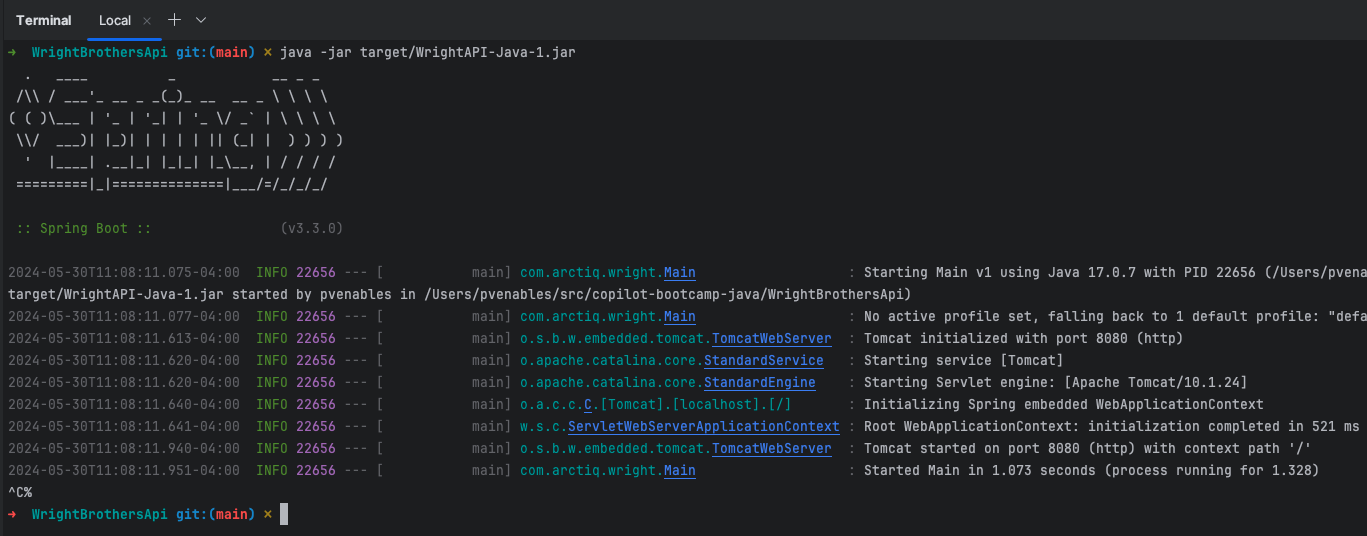 Terminal Local × +
→ WrightBrothersApi git:(main) × java -jar target/WrightAPI-Java-1.jar
  .   ____          _            __ _ _
 /\\ / ___'_ __ _ _(_)_ __  __ _ \ \ \ \
( ( )\___ | '_ | '_| | '_ \/ _` | \ \ \ \
 \\/  ___)| |_)| | | | | || (_| |  ) ) ) )
  '  |____| .__|_| |_|_| |_\__, | / / / /
 =========|_|==============|___/=/_/_/_/
 :: Spring Boot ::                (v3.3.0)
2024-05-30T11:08:11.075-04:00  INFO 22656 --- [           main] com.arctiq.wright.Main                   : Starting Main v1 using Java 17.0.7 with PID 22656 (/Users/pvena
target/WrightAPI-Java-1.jar started by pvenables in /Users/pvenables/src/copilot-bootcamp-java/WrightBrothersApi)
2024-05-30T11:08:11.077-04:00  INFO 22656 --- [           main] com.arctiq.wright.Main                   : No active profile set, falling back to 1 default profile: "defa
2024-05-30T11:08:11.613-04:00  INFO 22656 --- [           main] o.s.b.w.embedded.tomcat.TomcatWebServer  : Tomcat initialized with port 8080 (http)
2024-05-30T11:08:11.620-04:00  INFO 22656 --- [           main] o.apache.catalina.core.StandardService   : Starting service [Tomcat]
2024-05-30T11:08:11.620-04:00  INFO 22656 --- [           main] o.apache.catalina.core.StandardEngine    : Starting Servlet engine: [Apache Tomcat/10.1.24]
2024-05-30T11:08:11.640-04:00  INFO 22656 --- [           main] o.a.c.c.C.[Tomcat].[localhost].[/]       : Initializing Spring embedded WebApplicationContext
2024-05-30T11:08:11.641-04:00  INFO 22656 --- [           main] w.s.c.ServletWebServerApplicationContext : Root WebApplicationContext: initialization completed in 521 ms
2024-05-30T11:08:11.940-04:00  INFO 22656 --- [           main] o.s.b.w.embedded.tomcat.TomcatWebServer  : Tomcat started on port 8080 (http) with context path '/'
2024-05-30T11:08:11.951-04:00  INFO 22656 --- [           main] com.arctiq.wright.Main                   : Started Main in 1.073 seconds (process running for 1.328)
^C%
→ WrightBrothersApi git:(main) ×